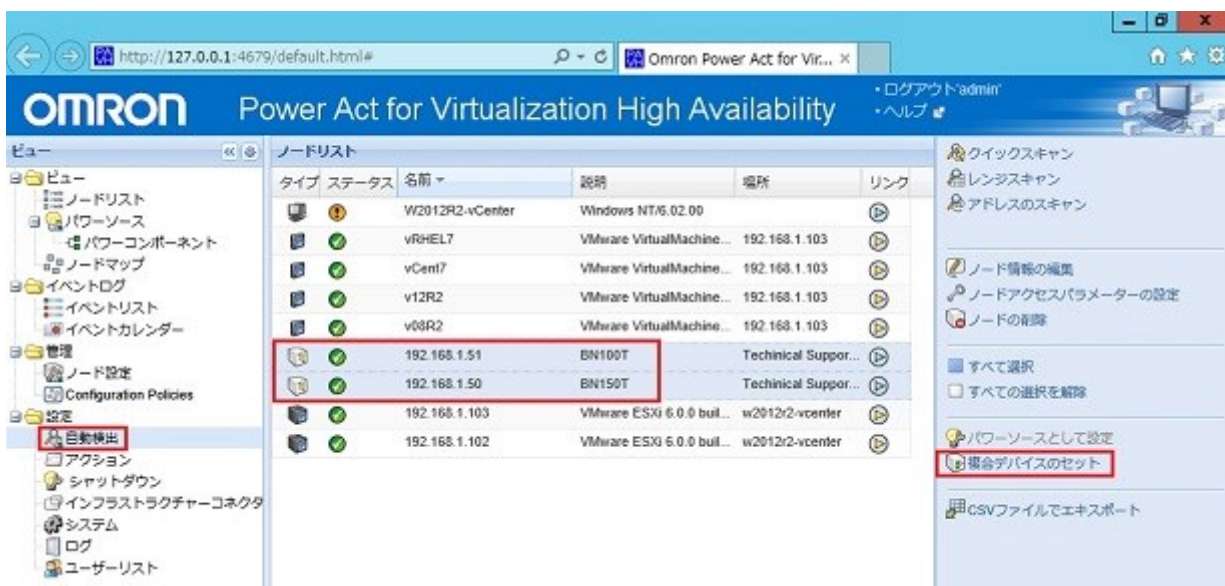 http://127.0.0.1:4679/default.html#
Omron Power Act for Vir...
OMRON
Power Act for Virtualization High Availability
・ログアウト'admin'
・ヘルプ
ビュー
ビュー
ノードリスト
パワーソース
パワーコンポーネント
ノードマップ
イベントログ
イベントリスト
イベントカレンダー
管理
ノード設定
Configuration Policies
設定
自動検出
アクション
シャットダウン
インフラストラクチャーコネクタ
システム
ログ
ユーザーリスト
ノードリスト
タイプ ステータス 名前 説明 場所 リンク
W2012R2-vCenter Windows NT/6.02.00
vRHEL7 VMware VirtualMachine... 192.168.1.103
vCent7 VMware VirtualMachine... 192.168.1.103
v12R2 VMware VirtualMachine... 192.168.1.103
v08R2 VMware VirtualMachine... 192.168.1.103
192.168.1.51 BN100T Techinical Suppor...
192.168.1.50 BN150T Techinical Suppor...
192.168.1.103 VMware ESXi 6.0.0 buil... w2012r2-vcenter
192.168.1.102 VMware ESXi 6.0.0 buil... w2012r2-vcenter
クイックスキャン
レンジスキャン
アドレスのスキャン
ノード情報の編集
ノードアクセスパラメーターの設定
ノードの削除
すべて選択
すべての選択を解除
パワーソースとして設定
複合デバイスのセット
CSVファイルでエキスポート